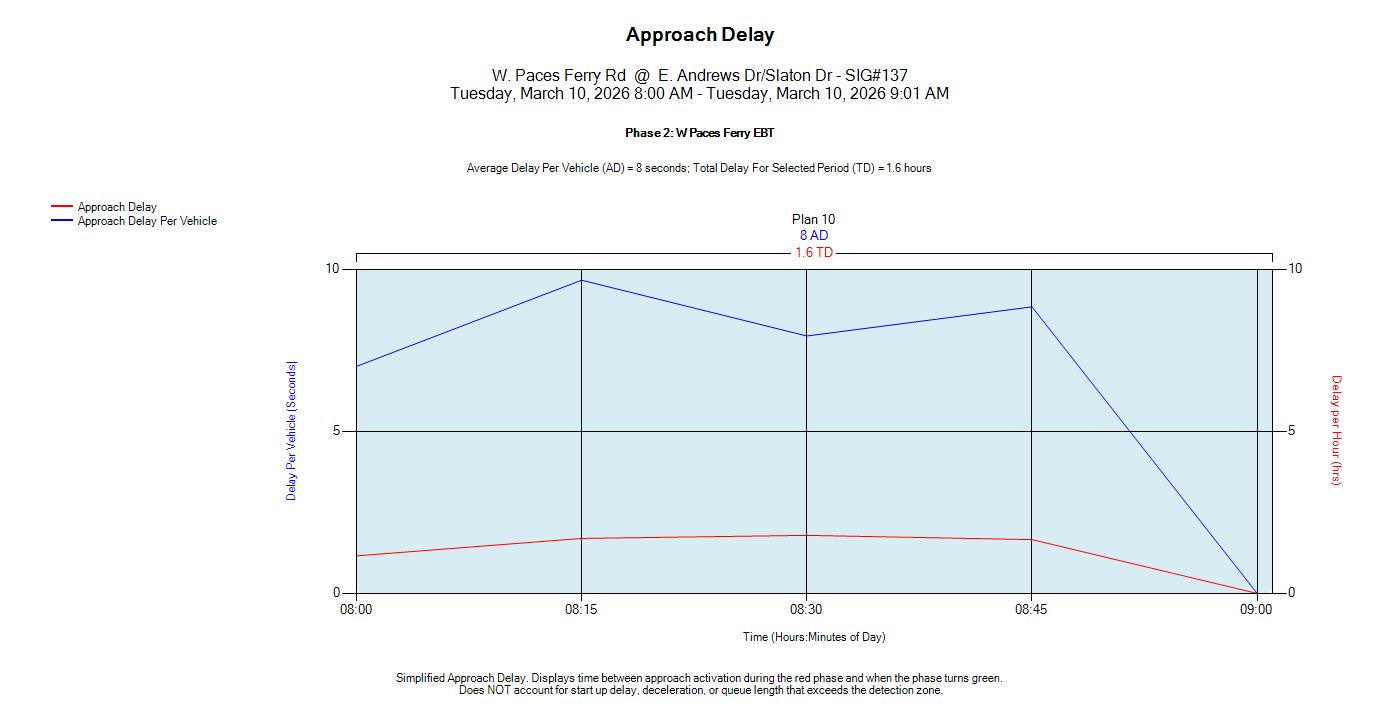 Approach Delay
W. Paces Ferry Rd @ E. Andrews Dr/Slaton Dr - SIG#137
Tuesday, March 10, 2026 8:00 AM - Tuesday, March 10, 2026 9:01 AM
Phase 2: W Paces Ferry EBT
Average Delay Per Vehicle (AD) = 8 seconds; Total Delay For Selected Period (TD) = 1.6 hours
Approach Delay
Approach Delay Per Vehicle
Plan 10
8 AD
1.6 TD
10
5
0
Delay Per Vehicle (Seconds)
10
5
0
Delay per Hour (hrs)
08:00
08:15
08:30
08:45
09:00
Time (Hours:Minutes of Day)
Simplified Approach Delay. Displays time between approach activation during the red phase and when the phase turns green.
Does NOT account for start up delay, deceleration, or queue length that exceeds the detection zone.